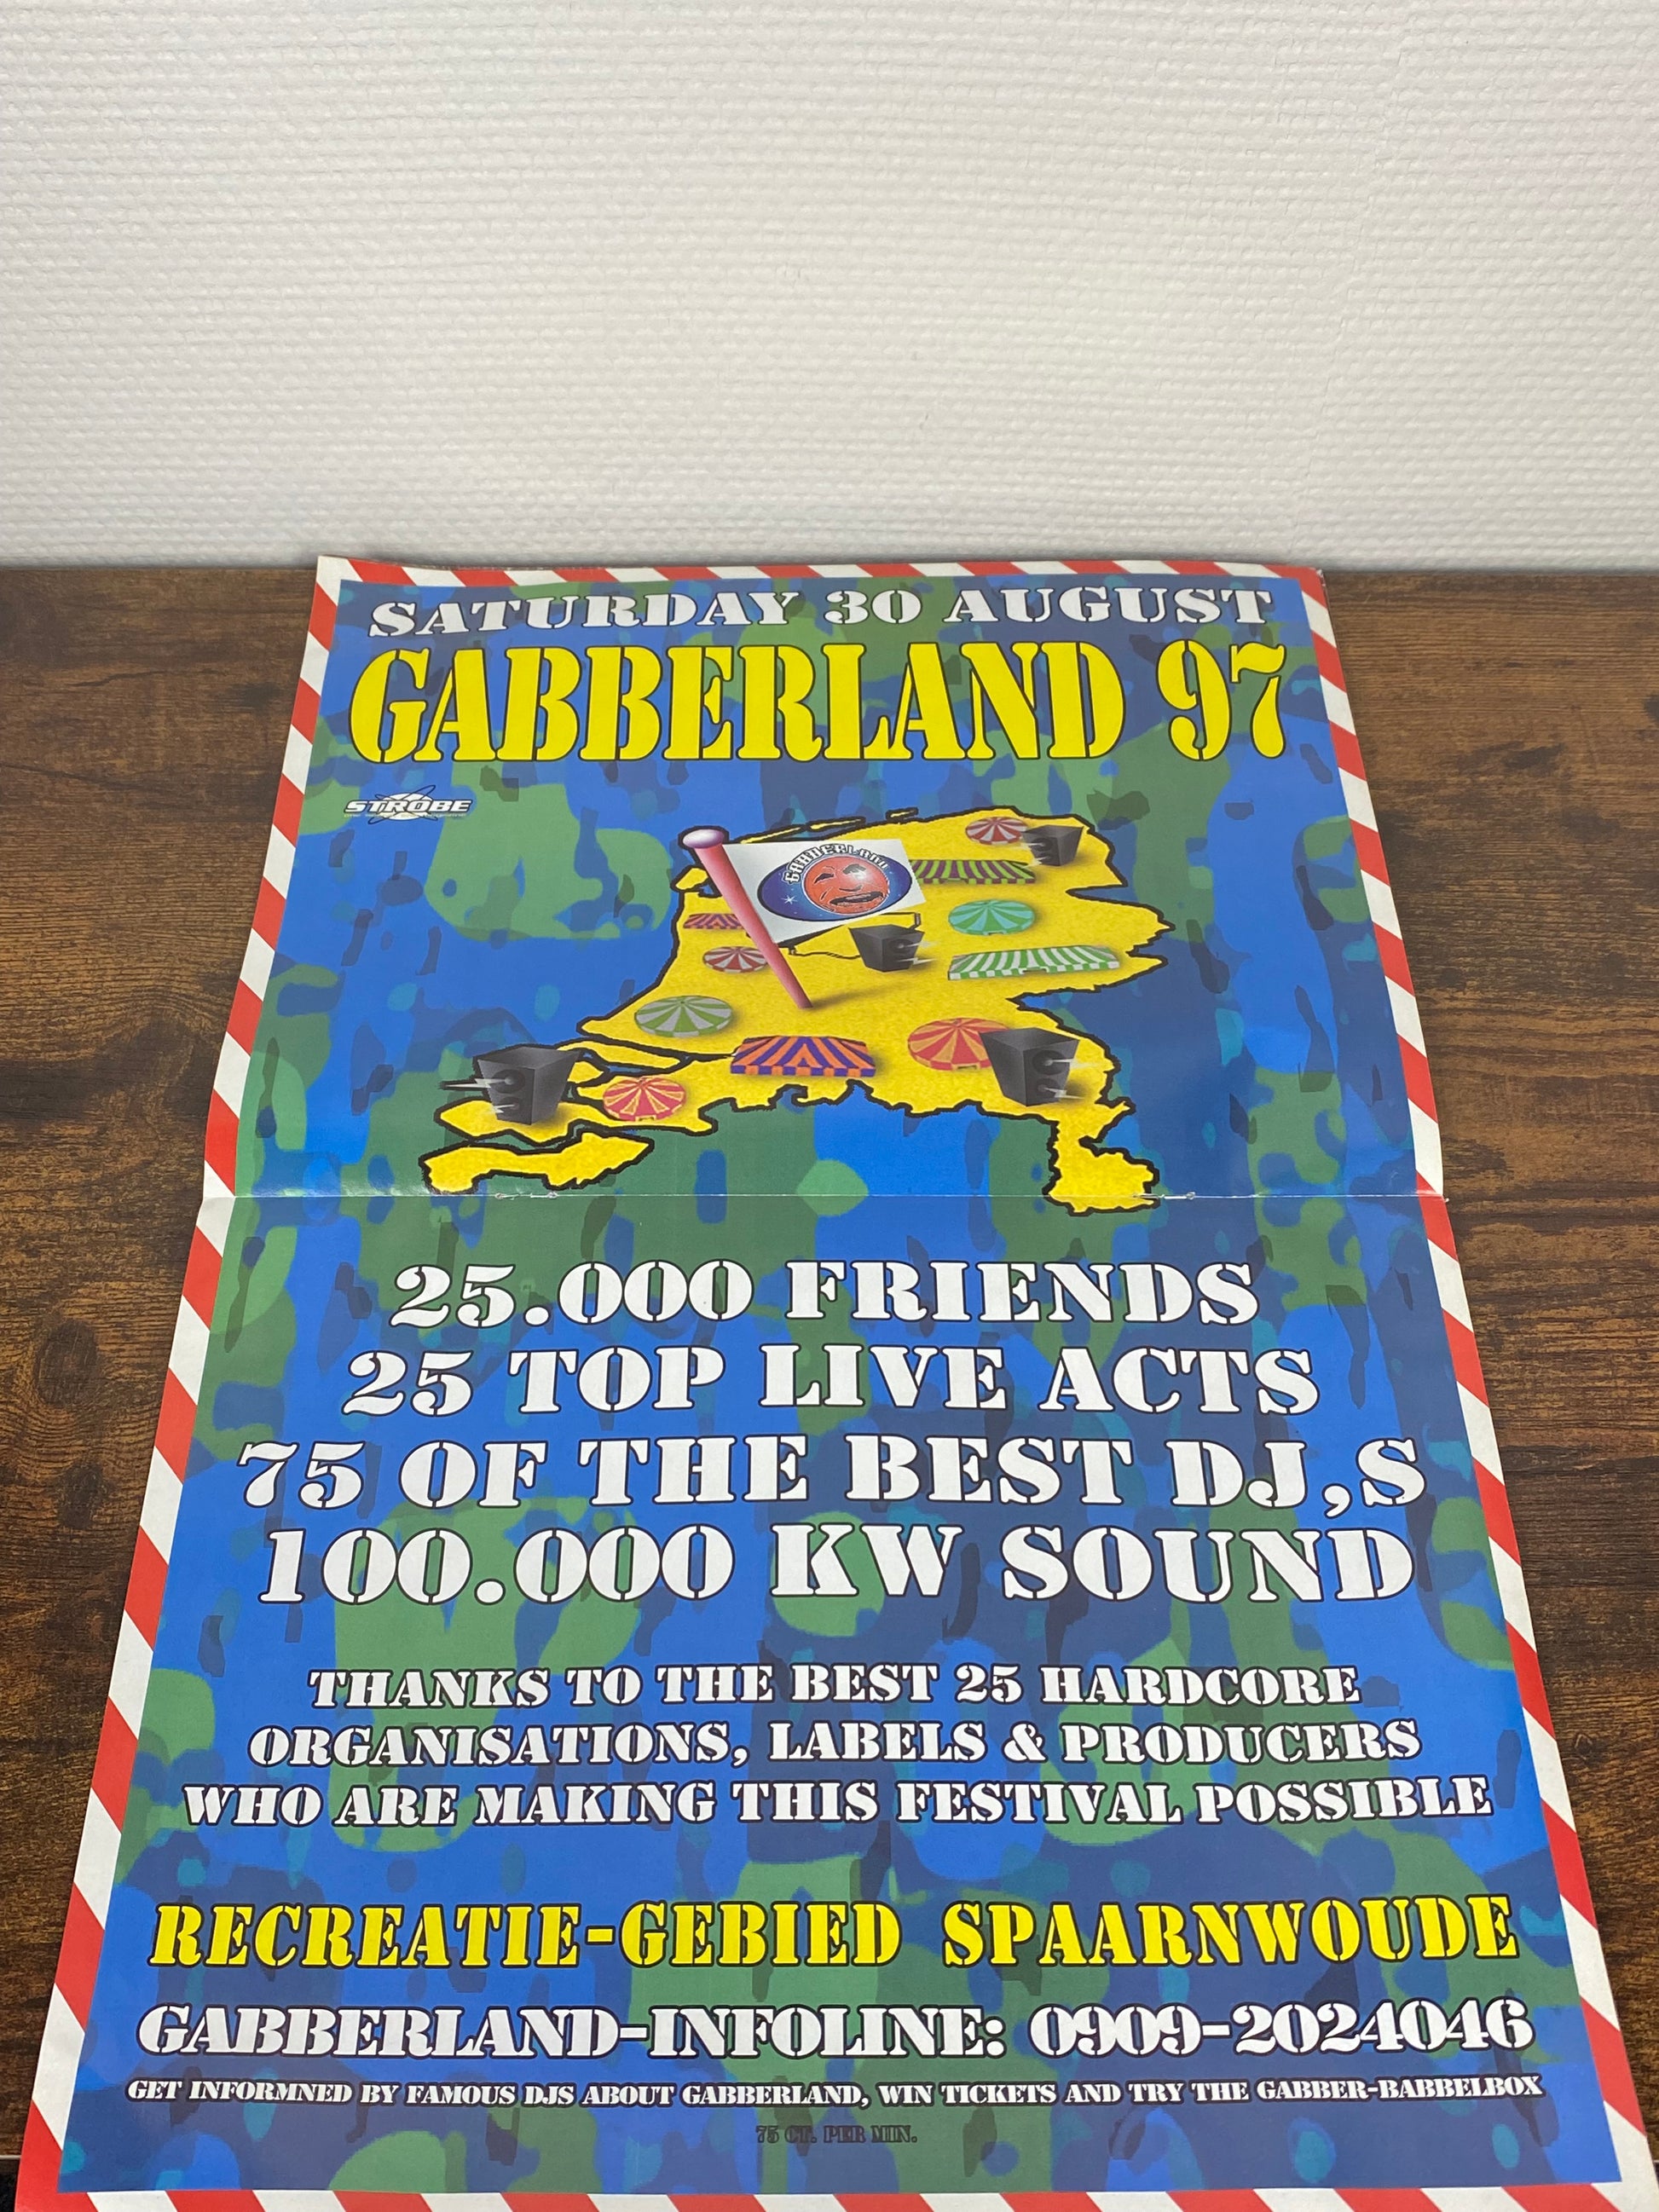 SATURDAY 30 AUGUST
GABBERLAND 97
STROBE
GABBERLAND
25.000 FRIENDS
25 TOP LIVE ACTS
75 OF THE BEST DJ,S
100.000 KW SOUND
THANKS TO THE BEST 25 HARDCORE
ORGANISATIONS, LABELS & PRODUCERS
WHO ARE MAKING THIS FESTIVAL POSSIBLE
RECREATIE-GEBIED SPAARNWOUDE
GABBERLAND-INFOLINE: 0909-2024046
GET INFORMNED BY FAMOUS DJS ABOUT GABBERLAND, WIN TICKETS AND TRY THE GABBER-BABBELBOX
75 CT. PER MIN.